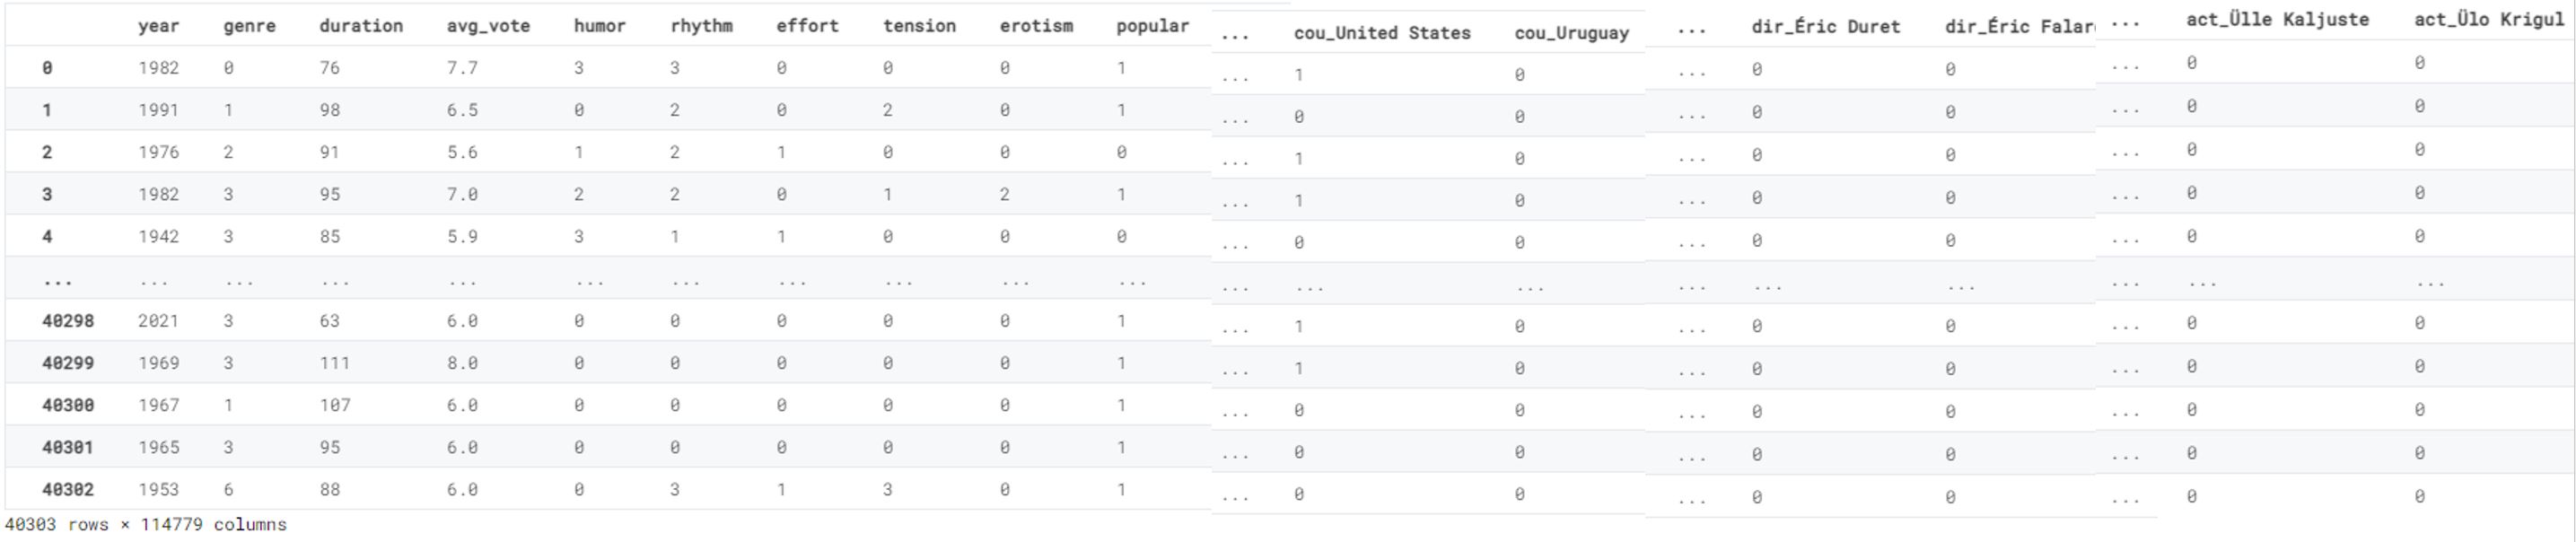 year genre duration avg_vote humor rhythm effort tension erotism popular ... cou_United States cou_Uruguay ... dir_Éric Duret dir_Éric Falar ... act_Ülle Kaljuste act_Ülo Krigul
0 1982 0 76 7.7 3 3 0 0 0 1 ... 1 0 ... 0 0 ... 0 0
1 1991 1 98 6.5 0 2 0 2 0 1 ... 0 0 ... 0 0 ... 0 0
2 1976 2 91 5.6 1 2 1 0 0 0 ... 1 0 ... 0 0 ... 0 0
3 1982 3 95 7.0 2 2 0 1 2 1 ... 1 0 ... 0 0 ... 0 0
4 1942 3 85 5.9 3 1 1 0 0 0 ... 0 0 ... 0 0 ... 0 0
... ... ... ... ... ... ... ... ... ... ... ... ... ... ... ... ... ... ... ...
40298 2021 3 63 6.0 0 0 0 0 0 1 ... 1 0 ... 0 0 ... 0 0
40299 1969 3 111 8.0 0 0 0 0 0 1 ... 1 0 ... 0 0 ... 0 0
40300 1967 1 107 6.0 0 0 0 0 0 1 ... 0 0 ... 0 0 ... 0 0
40301 1965 3 95 6.0 0 0 0 0 0 1 ... 0 0 ... 0 0 ... 0 0
40302 1953 6 88 6.0 0 3 1 3 0 1 ... 0 0 ... 0 0 ... 0 0
40303 rows × 114779 columns